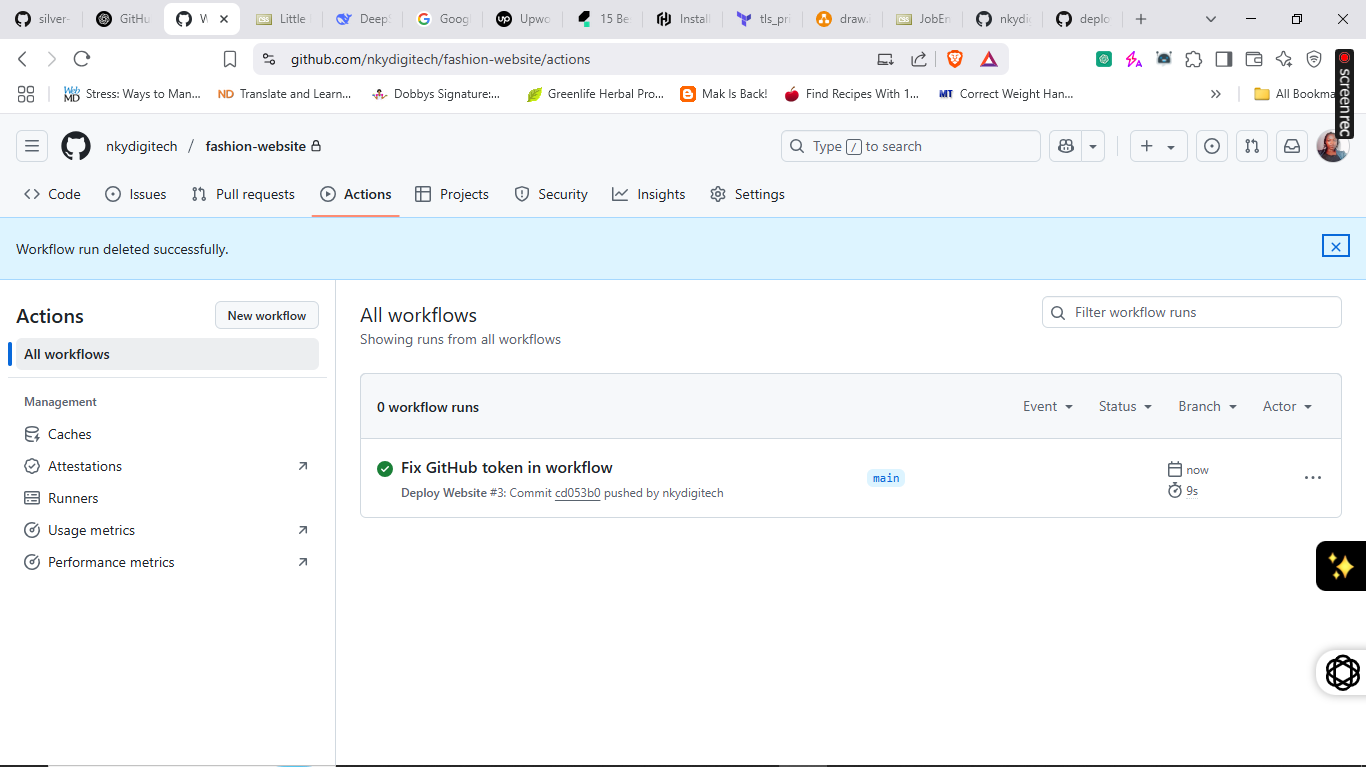 silver-
GitHu
W
Little
Deep
Goog
Upwo
15 Be
Instal
tls_pri
draw.
JobEn
nkydi
deplo
github.com/nkydigitech/fashion-website/actions
Web MD Stress: Ways to Man...
ND Translate and Learn...
Dobbys Signature:...
Greenlife Herbal Pro...
Mak Is Back!
Find Recipes With 1...
MT Correct Weight Han...
All Bookma
screenrec
nkydigitech / fashion-website
Type / to search
Code
Issues
Pull requests
Actions
Projects
Security
Insights
Settings
Workflow run deleted successfully.
Actions
New workflow
All workflows
Management
Caches
Attestations
Runners
Usage metrics
Performance metrics
All workflows
Showing runs from all workflows
Filter workflow runs
0 workflow runs
Event
Status
Branch
Actor
Fix GitHub token in workflow
Deploy Website #3: Commit cd053b0 pushed by nkydigitech
main
now
9s